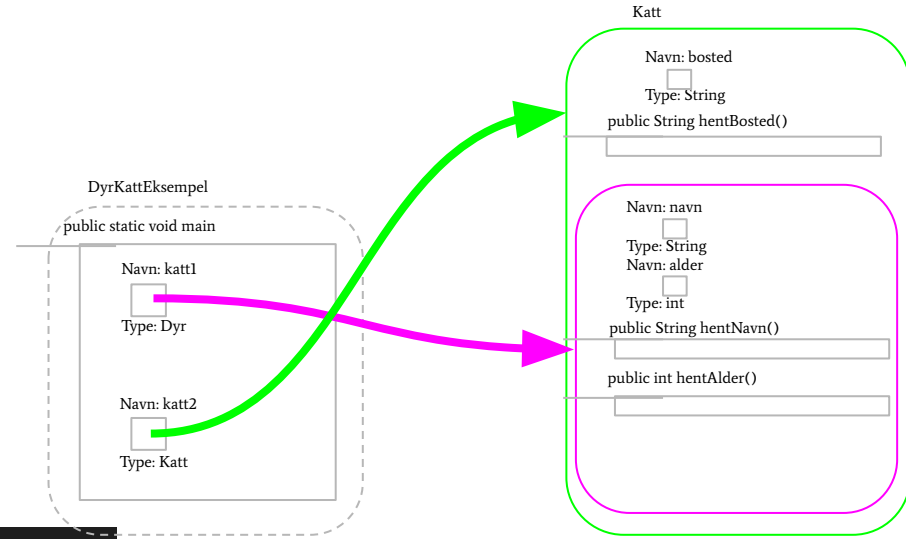 Katt
Navn: bosted
Type: String
public String hentBosted()
DyrKattEksempel
public static void main
Navn: katt1
Type: Dyr
Navn: katt2
Type: Katt
Navn: navn
Type: String
Navn: alder
Type: int
public String hentNavn()
public int hentAlder()